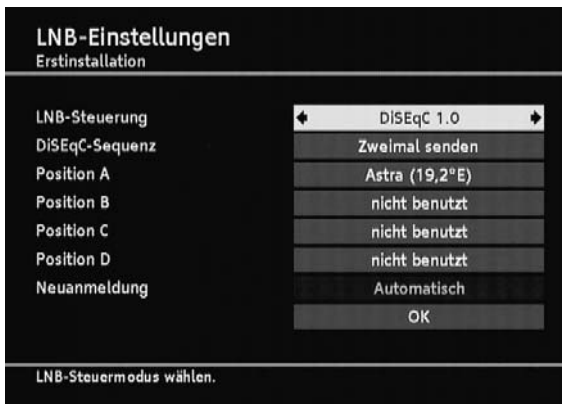 LNB-Einstellungen
Erstinstallation
LNB-Steuerung DiSEqC 1.0
DiSEqC-Sequenz Zweimal senden
Position A Astra (19,2°E)
Position B nicht benutzt
Position C nicht benutzt
Position D nicht benutzt
Neuanmeldung Automatisch
OK
LNB-Steuermodus wählen.